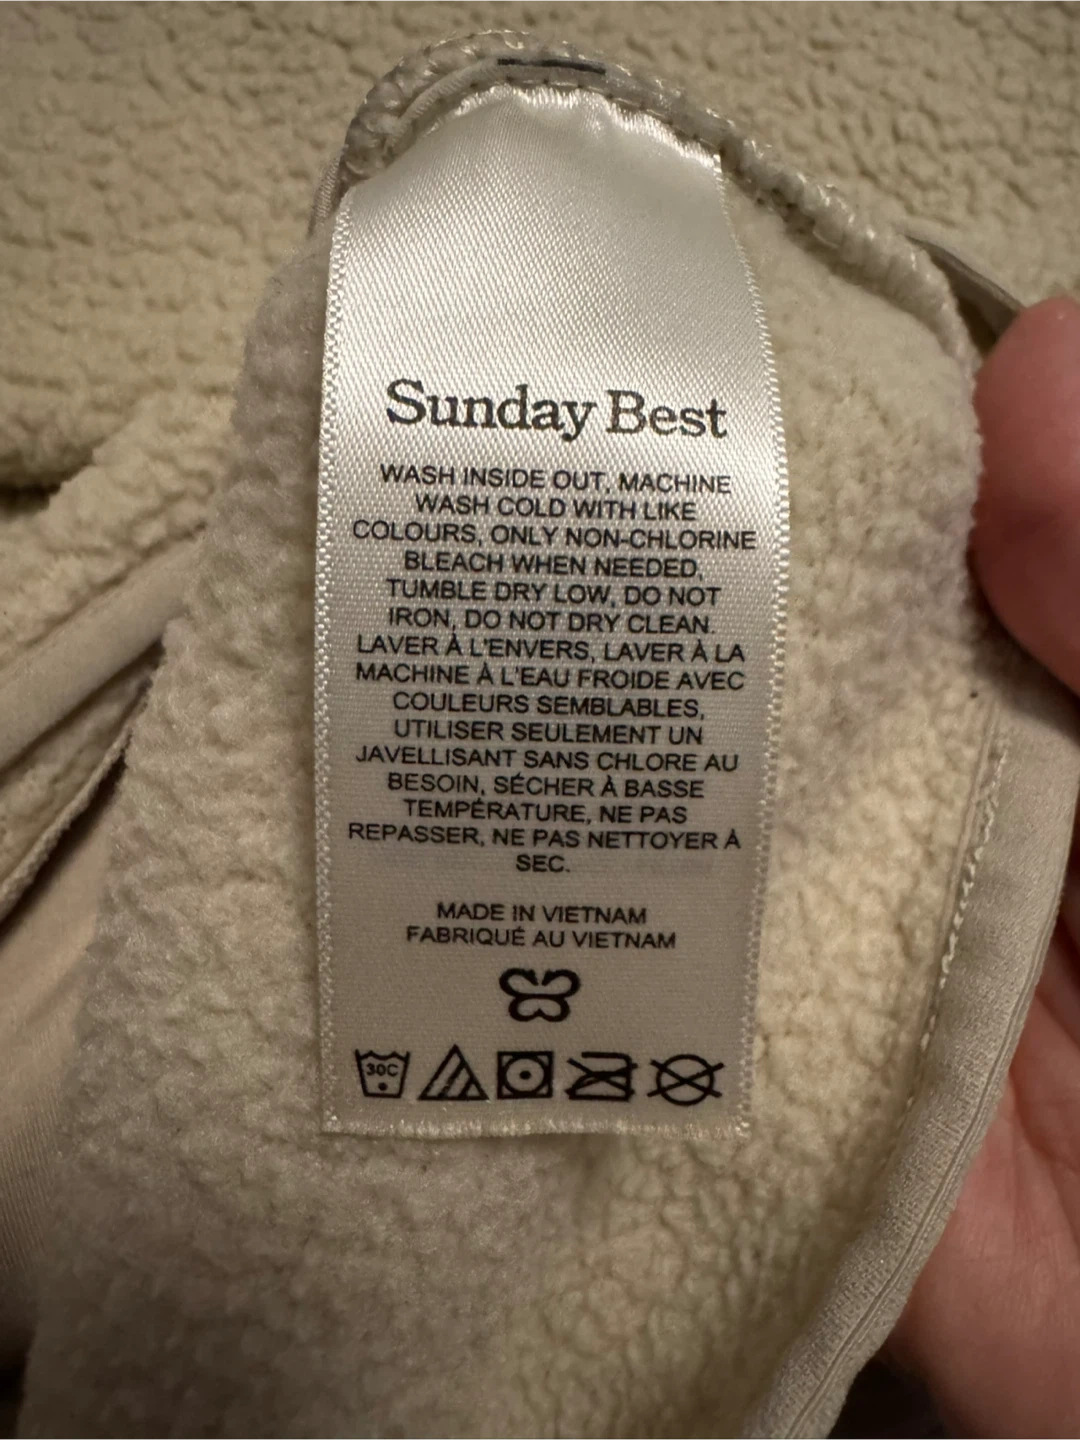 Sunday Best
WASH INSIDE OUT, MACHINE
WASH COLD WITH LIKE
COLOURS, ONLY NON-CHLORINE
BLEACH WHEN NEEDED,
TUMBLE DRY LOW, DO NOT
IRON, DO NOT DRY CLEAN.
LAVER À L'ENVERS, LAVER À LA
MACHINE À L'EAU FROIDE AVEC
COULEURS SEMBLABLES,
UTILISER SEULEMENT UN
JAVELLISANT SANS CHLORE AU
BESOIN, SÉCHER À BASSE
TEMPÉRATURE, NE PAS
REPASSER, NE PAS NETTOYER À
SEC.
MADE IN VIETNAM
FABRIQUÉ AU VIETNAM
30C